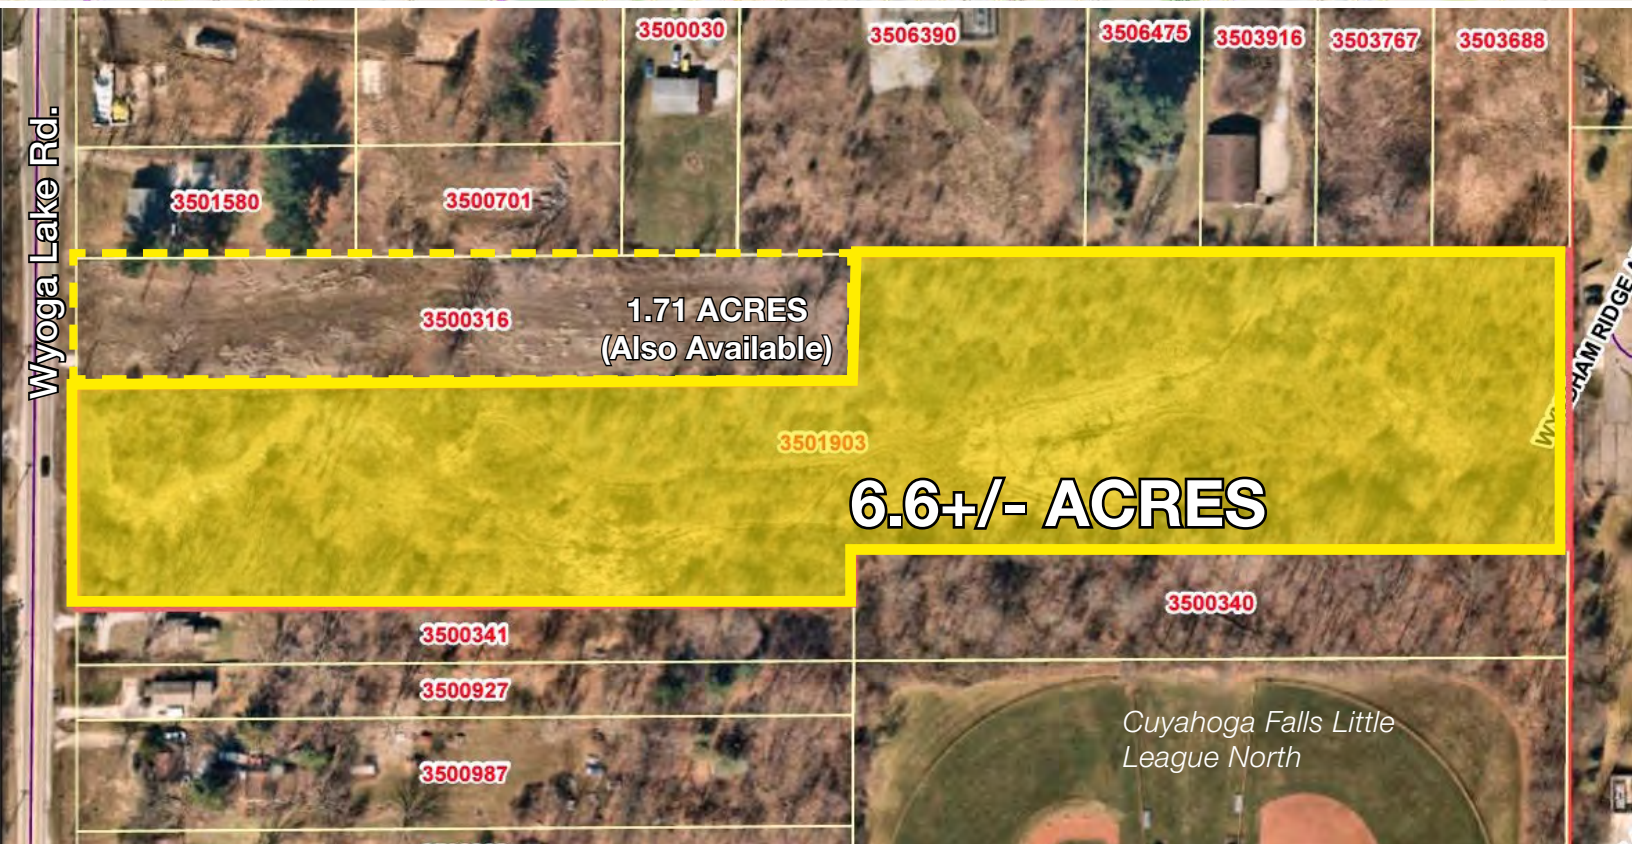 3500030
3506390
3506475
3503916
3503767
3503688
Wyoga Lake Rd.
3501580
3500701
3500316
1.71 ACRES
(Also Available)
3501903
6.6+/- ACRES
3500341
3500340
3500927
3500987
Cuyahoga Falls Little
League North